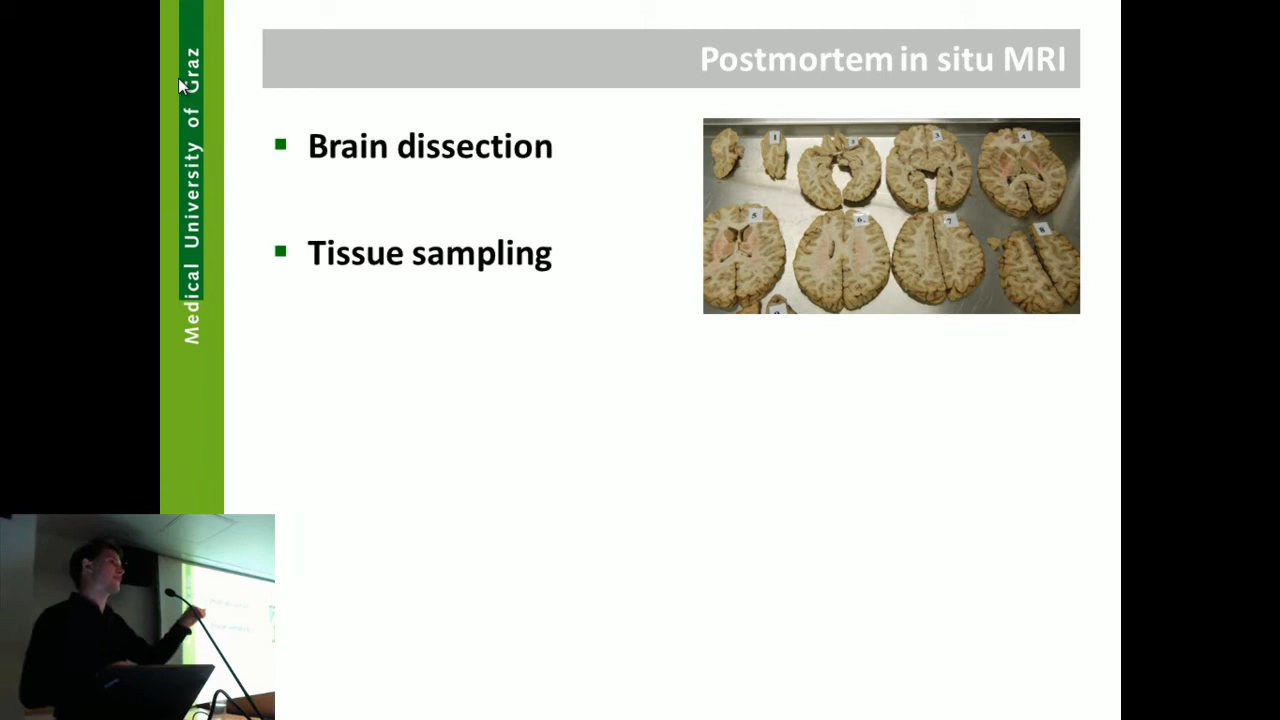 Postmortem in situ MRI
Medical University of Graz
Brain dissection
Tissue sampling
1
2
3
4
5
6
7
8